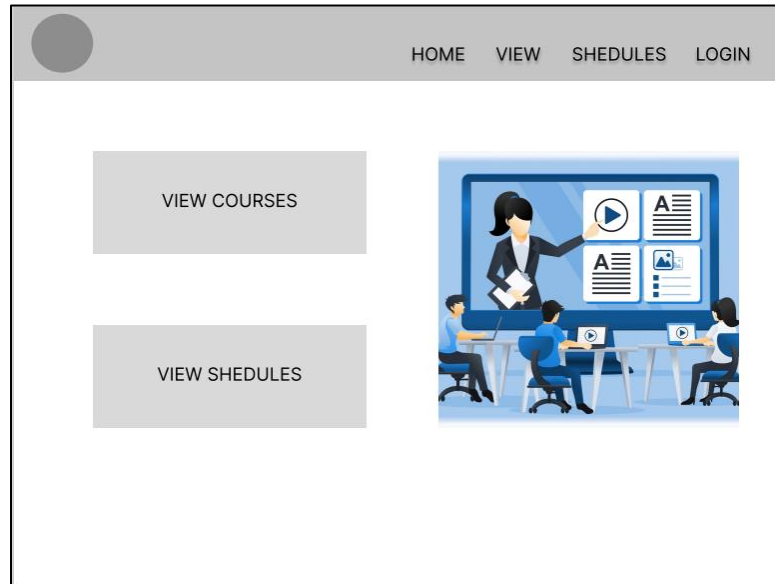 HOME VIEW SHEDULES LOGIN
VIEW COURSES
A
A
VIEW SHEDULES